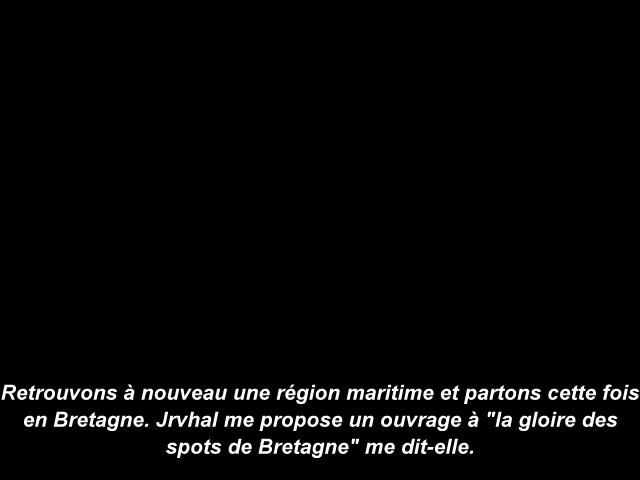 Retrouvons à nouveau une région maritime et partons cette fois
en Bretagne. Jrvhal me propose un ouvrage à "la gloire des
spots de Bretagne" me dit-elle.